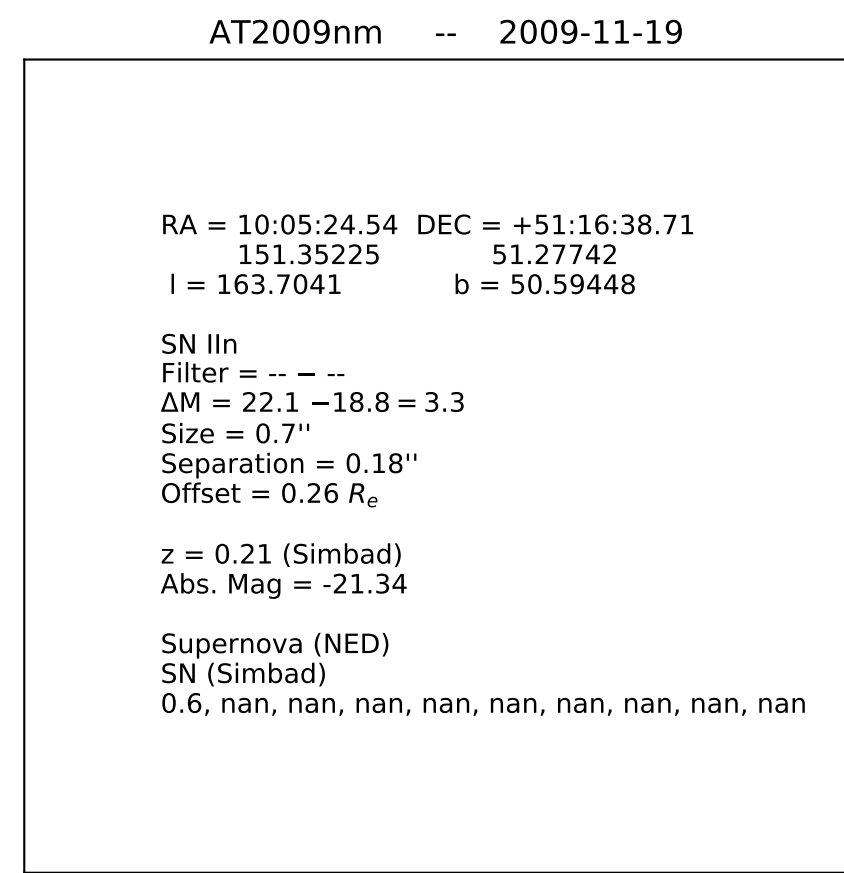 AT2009nm -- 2009-11-19
RA = 10:05:24.54 DEC = +51:16:38.71
151.35225 51.27742
l = 163.7041 b = 50.59448
SN IIn
Filter = -- − --
ΔM = 22.1 −18.8 = 3.3
Size = 0.7''
Separation = 0.18''
Offset = 0.26 Rₑ
z = 0.21 (Simbad)
Abs. Mag = -21.34
Supernova (NED)
SN (Simbad)
0.6, nan, nan, nan, nan, nan, nan, nan, nan, nan